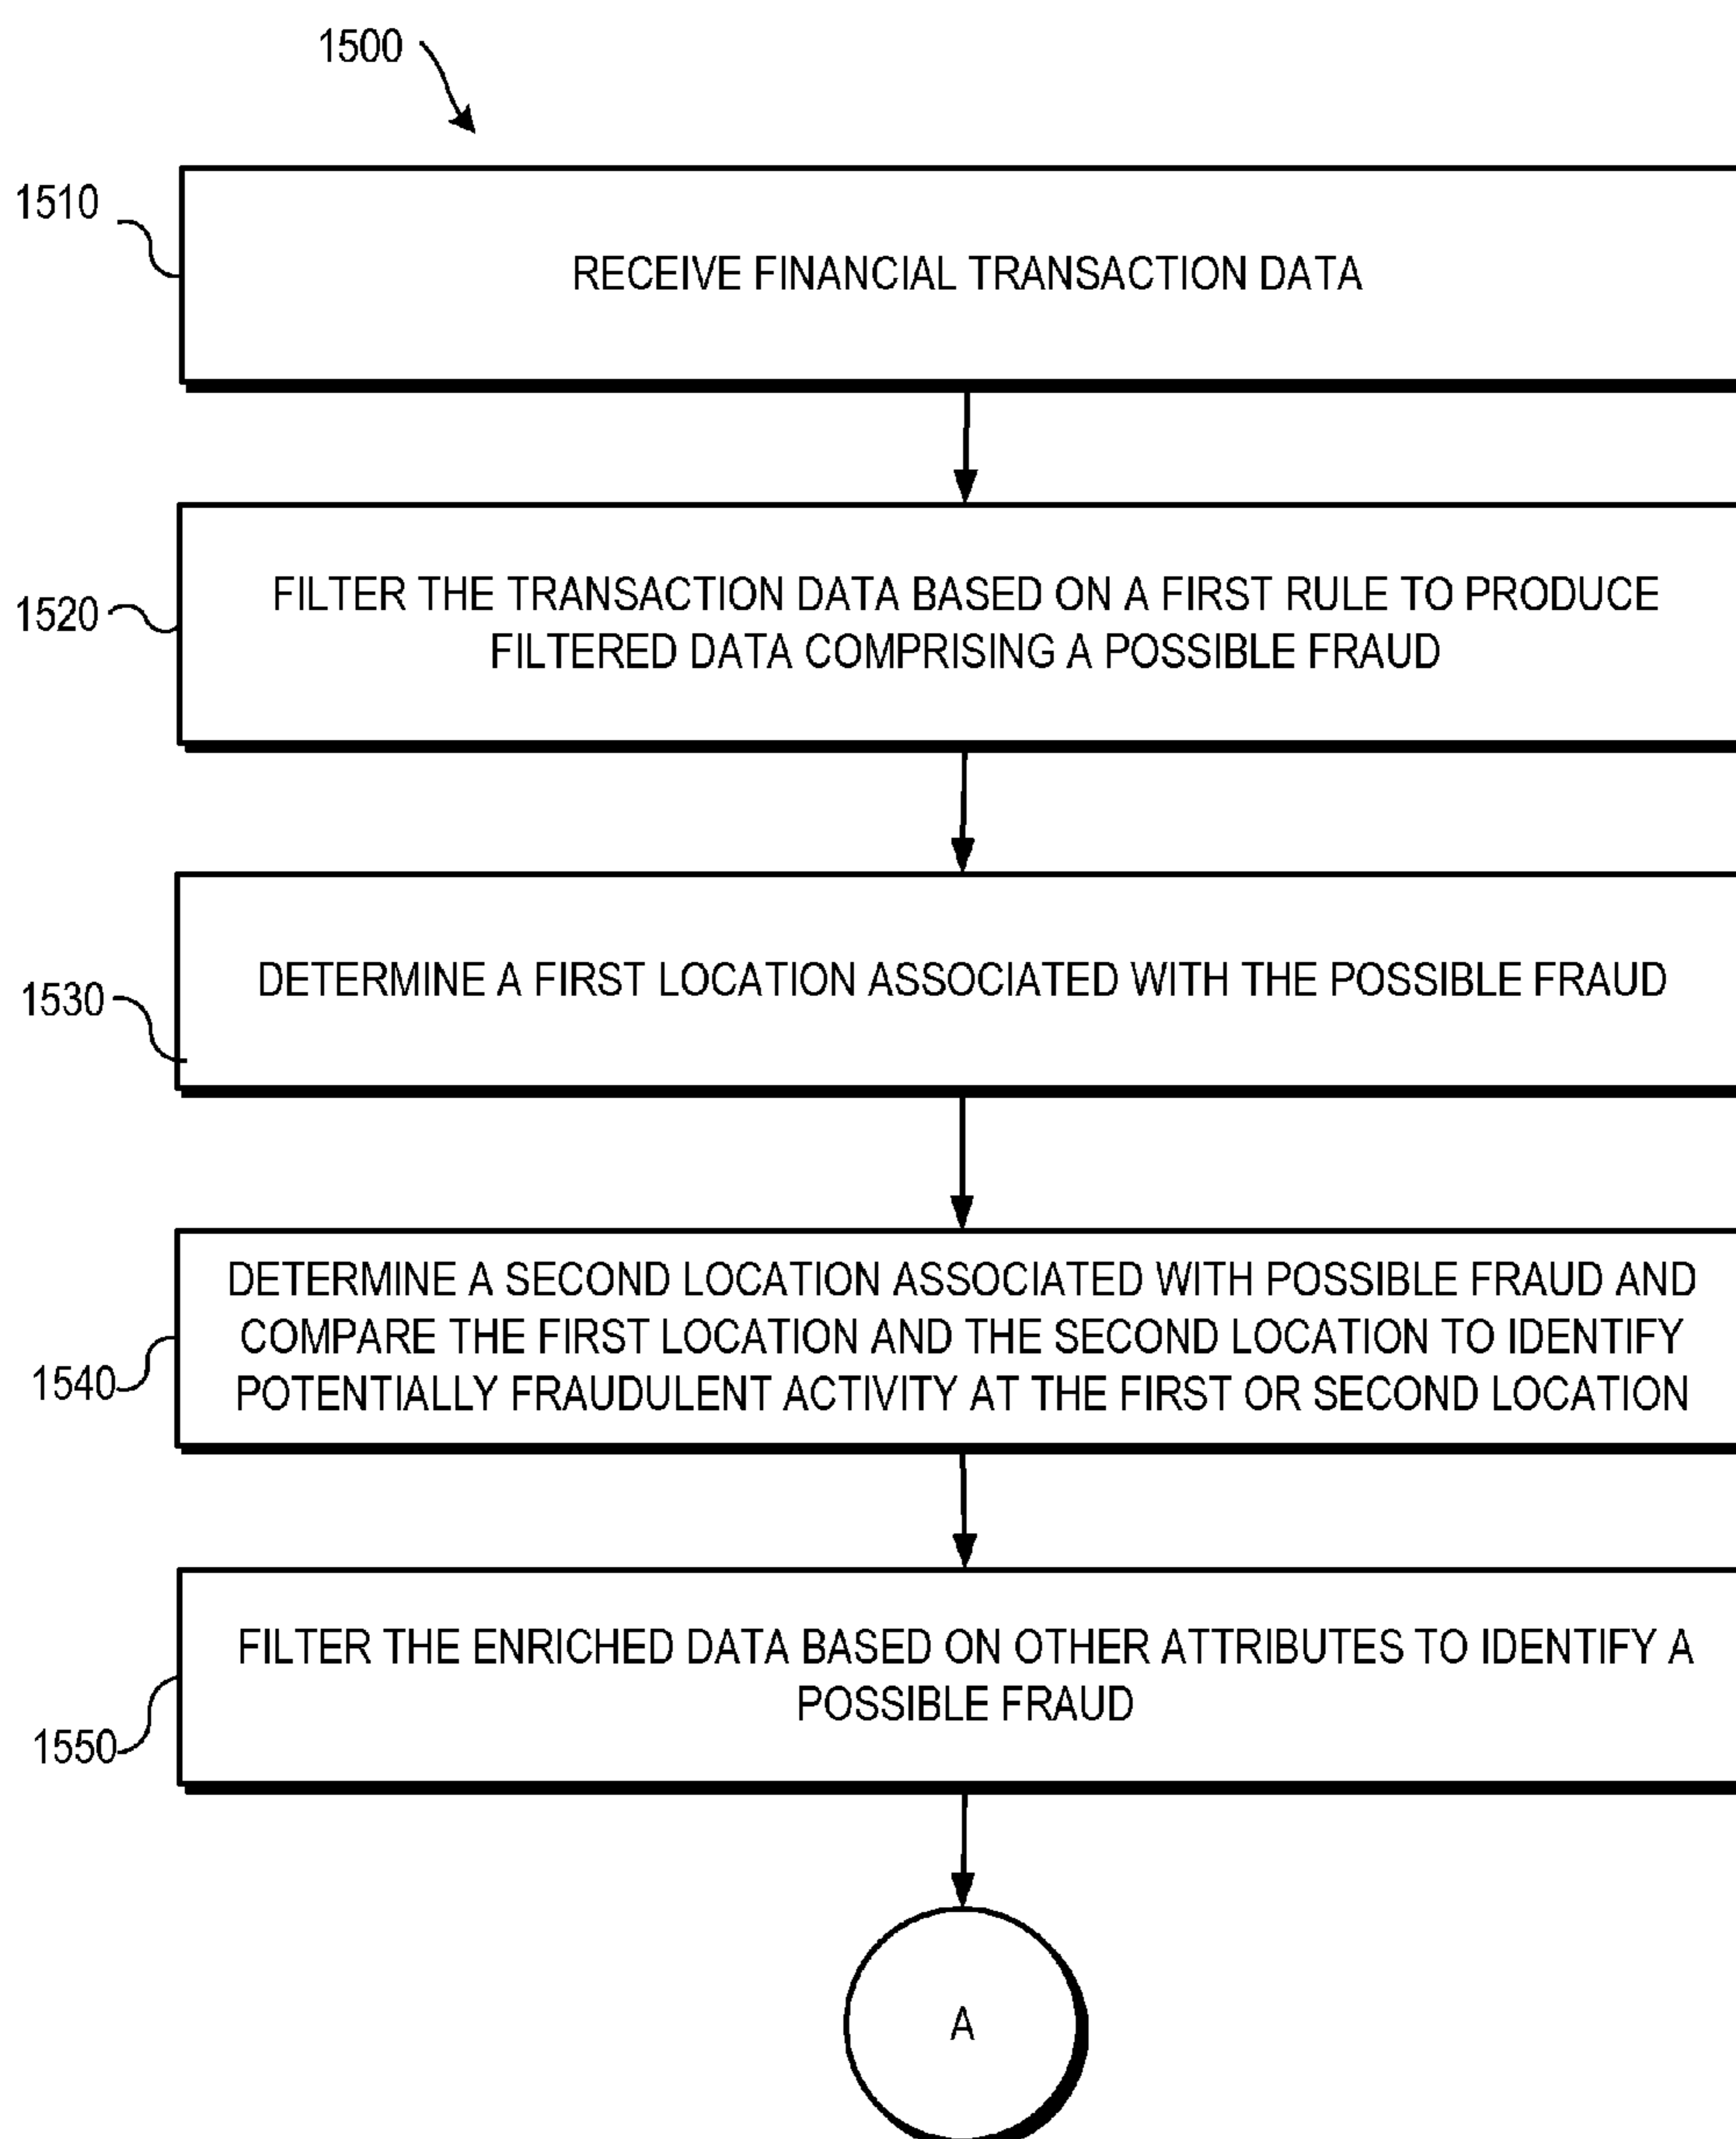 1500
1510
RECEIVE FINANCIAL TRANSACTION DATA
1520
FILTER THE TRANSACTION DATA BASED ON A FIRST RULE TO PRODUCE
FILTERED DATA COMPRISING A POSSIBLE FRAUD
1530
DETERMINE A FIRST LOCATION ASSOCIATED WITH THE POSSIBLE FRAUD
1540
DETERMINE A SECOND LOCATION ASSOCIATED WITH POSSIBLE FRAUD AND
COMPARE THE FIRST LOCATION AND THE SECOND LOCATION TO IDENTIFY
POTENTIALLY FRAUDULENT ACTIVITY AT THE FIRST OR SECOND LOCATION
1550
FILTER THE ENRICHED DATA BASED ON OTHER ATTRIBUTES TO IDENTIFY A
POSSIBLE FRAUD
A